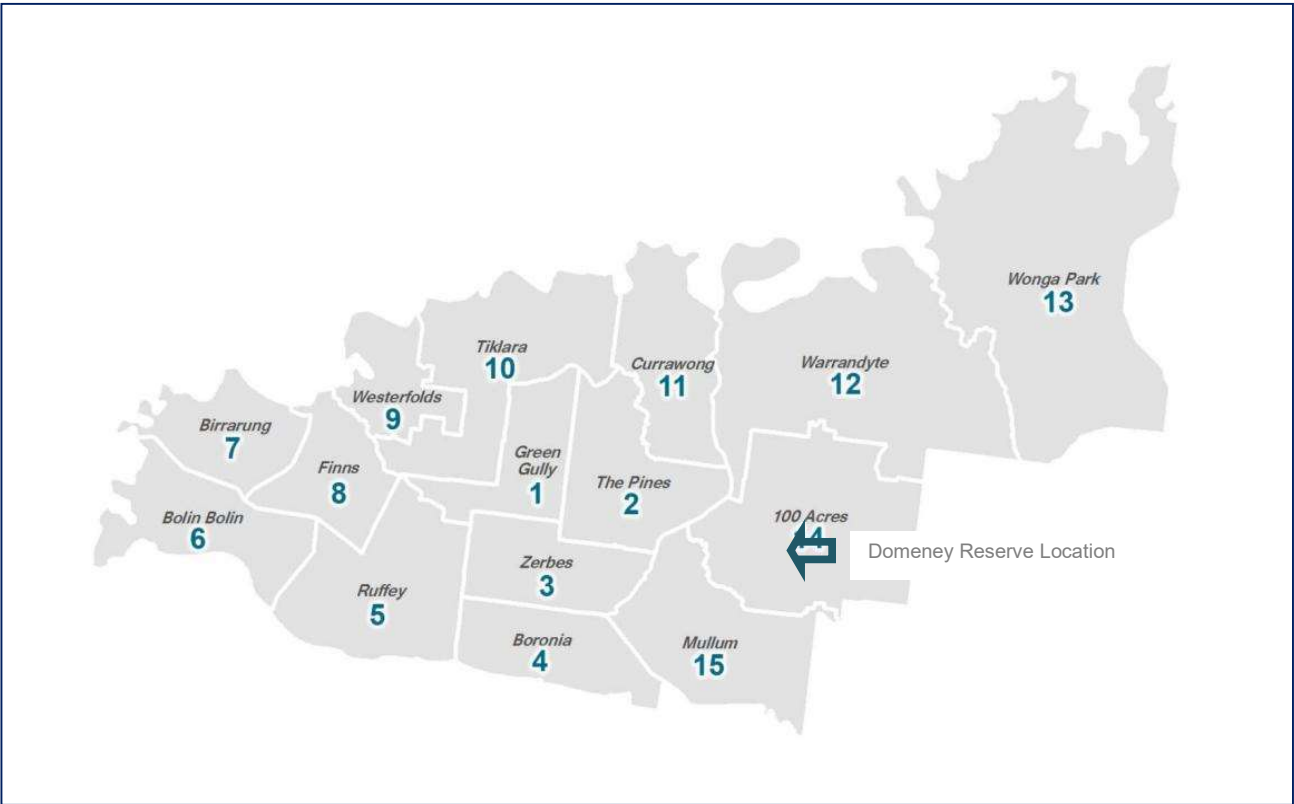 Wonga Park
13
Tiklara
10
Currawong
11
Warrandyte
12
Westerfolds
9
Birrarung
7
Green
Gully
1
Finns
8
The Pines
2
Bolin Bolin
6
100 Acres
14
Domeney Reserve Location
Zerbes
3
Ruffey
5
Boronia
4
Mullum
15